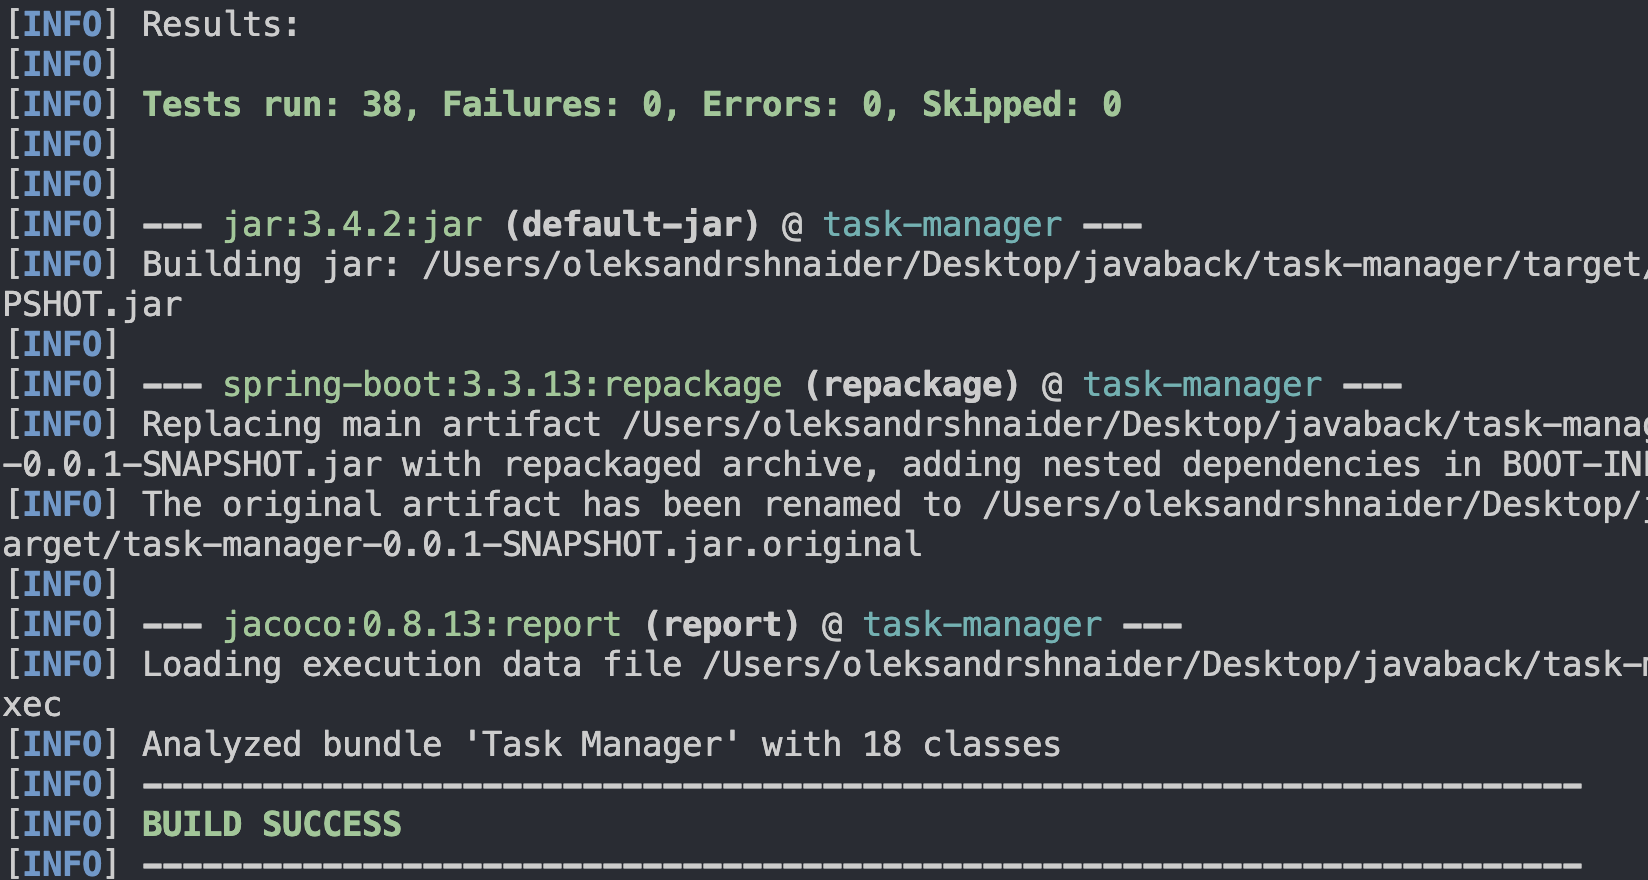 [INFO] Results:
[INFO]
[INFO] Tests run: 38, Failures: 0, Errors: 0, Skipped: 0
[INFO]
[INFO]
[INFO] --- jar:3.4.2:jar (default-jar) @ task-manager ---
[INFO] Building jar: /Users/oleksandrshnaider/Desktop/javaback/task-manager/target/
PSHOT.jar
[INFO]
[INFO] --- spring-boot:3.3.13:repackage (repackage) @ task-manager ---
[INFO] Replacing main artifact /Users/oleksandrshnaider/Desktop/javaback/task-manag
-0.0.1-SNAPSHOT.jar with repackaged archive, adding nested dependencies in BOOT-INF
[INFO] The original artifact has been renamed to /Users/oleksandrshnaider/Desktop/j
arget/task-manager-0.0.1-SNAPSHOT.jar.original
[INFO]
[INFO] --- jacoco:0.8.13:report (report) @ task-manager ---
[INFO] Loading execution data file /Users/oleksandrshnaider/Desktop/javaback/task-m
xec
[INFO] Analyzed bundle 'Task Manager' with 18 classes
[INFO] ------------------------------------------------------------------------
[INFO] BUILD SUCCESS
[INFO] ------------------------------------------------------------------------